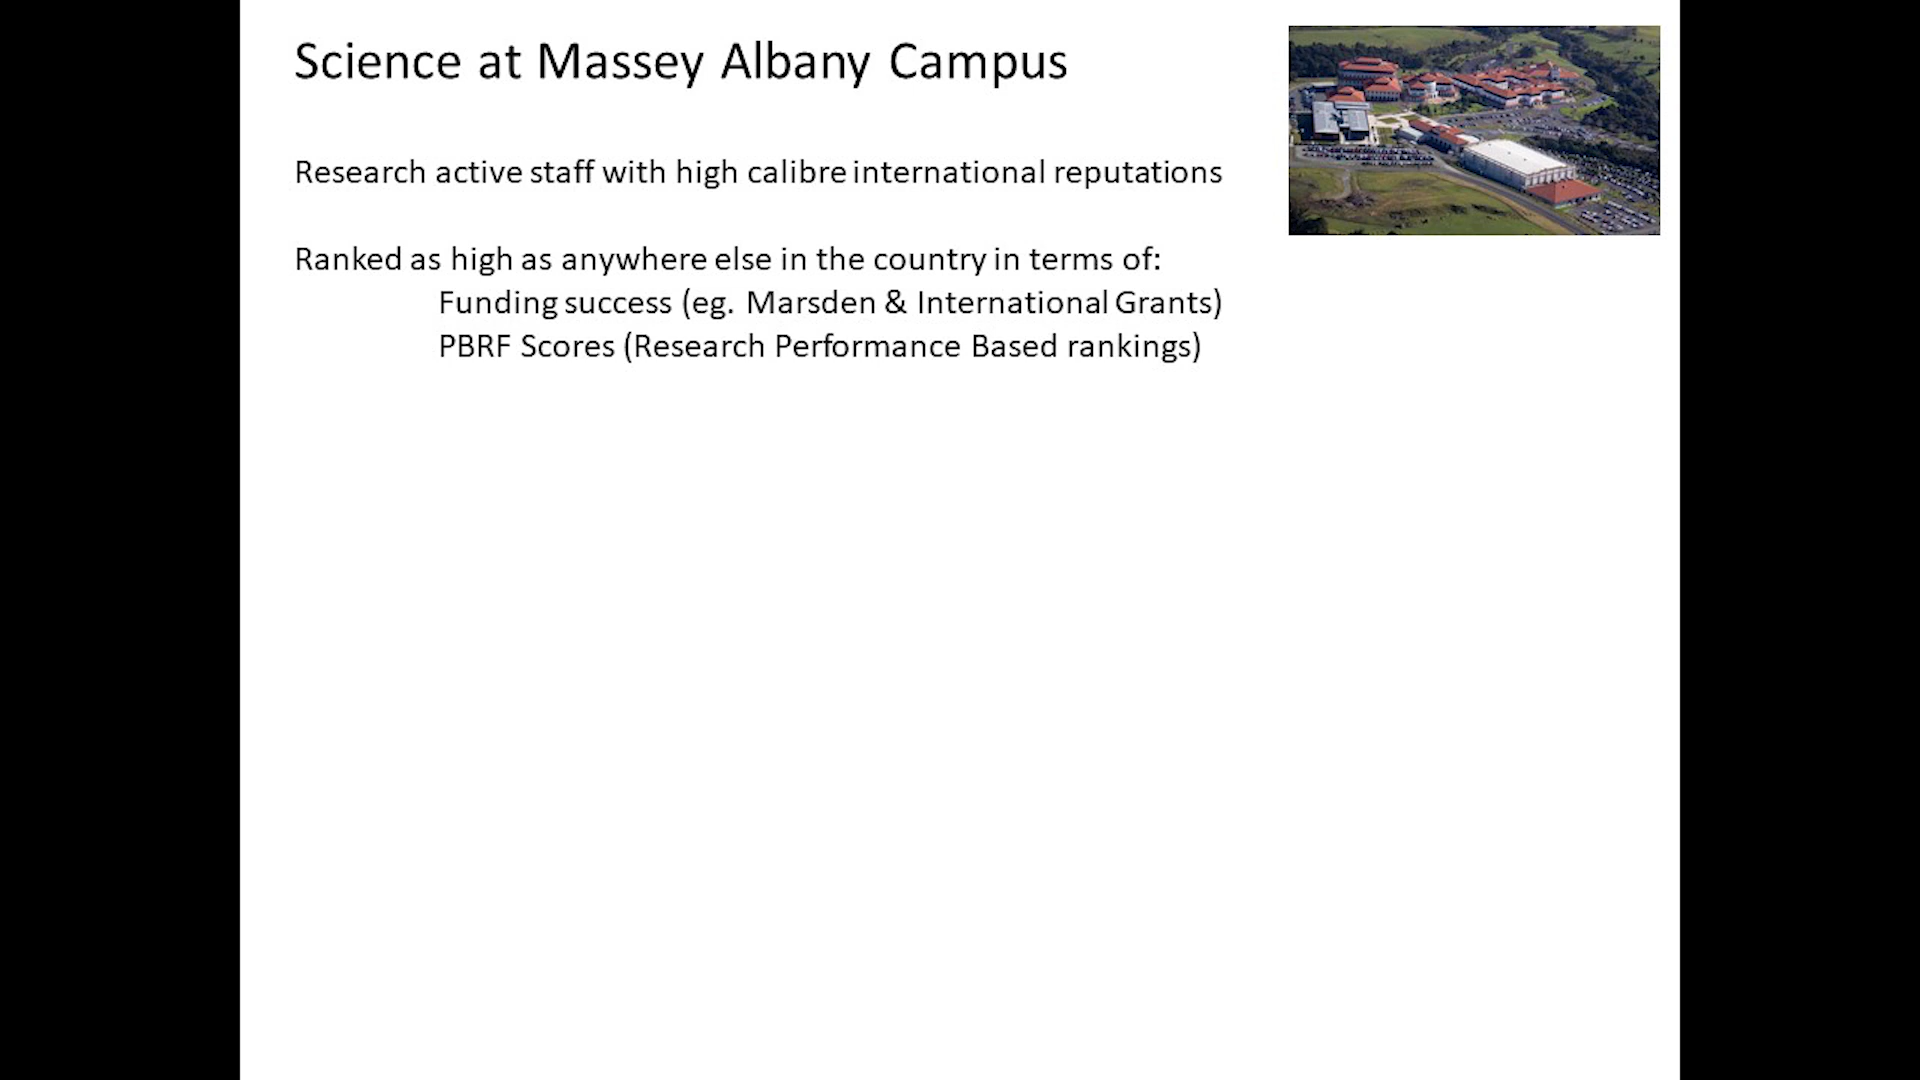 Science at Massey Albany Campus
Research active staff with high calibre international reputations
Ranked as high as anywhere else in the country in terms of:
Funding success (eg. Marsden & International Grants)
PBRF Scores (Research Performance Based rankings)